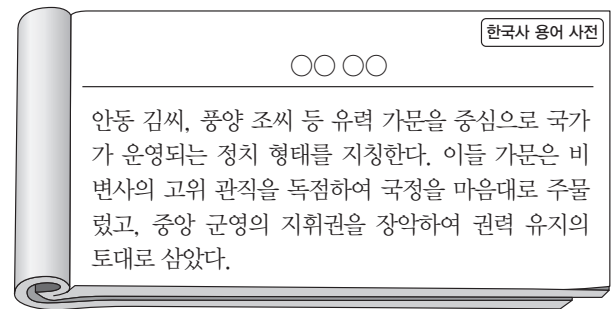 한국사 용어 사전
○○ ○○
안동 김씨, 풍양 조씨 등 유력 가문을 중심으로 국가
가 운영되는 정치 형태를 지칭한다. 이들 가문은 비
변사의 고위 관직을 독점하여 국정을 마음대로 주물
렀고, 중앙 군영의 지휘권을 장악하여 권력 유지의
토대로 삼았다.